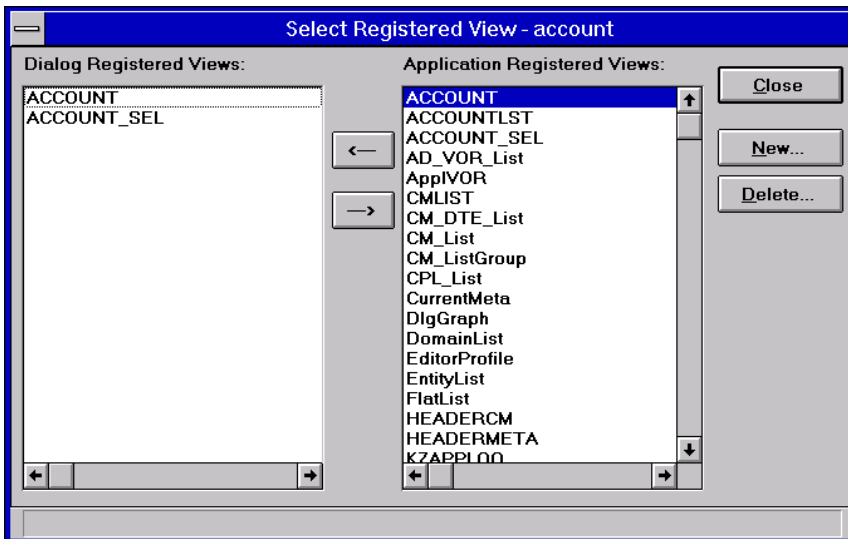 Select Registered View - account
Dialog Registered Views:
ACCOUNT
ACCOUNT_SEL
Application Registered Views:
ACCOUNT
ACCOUNTLST
ACCOUNT_SEL
AD_VOR_List
ApplVOR
CMLIST
CM_DTE_List
CM_List
CM_ListGroup
CPL_List
CurrentMeta
DlgGraph
DomainList
EditorProfile
EntityList
FlatList
HEADERCM
HEADERMETA
Close
New...
Delete...